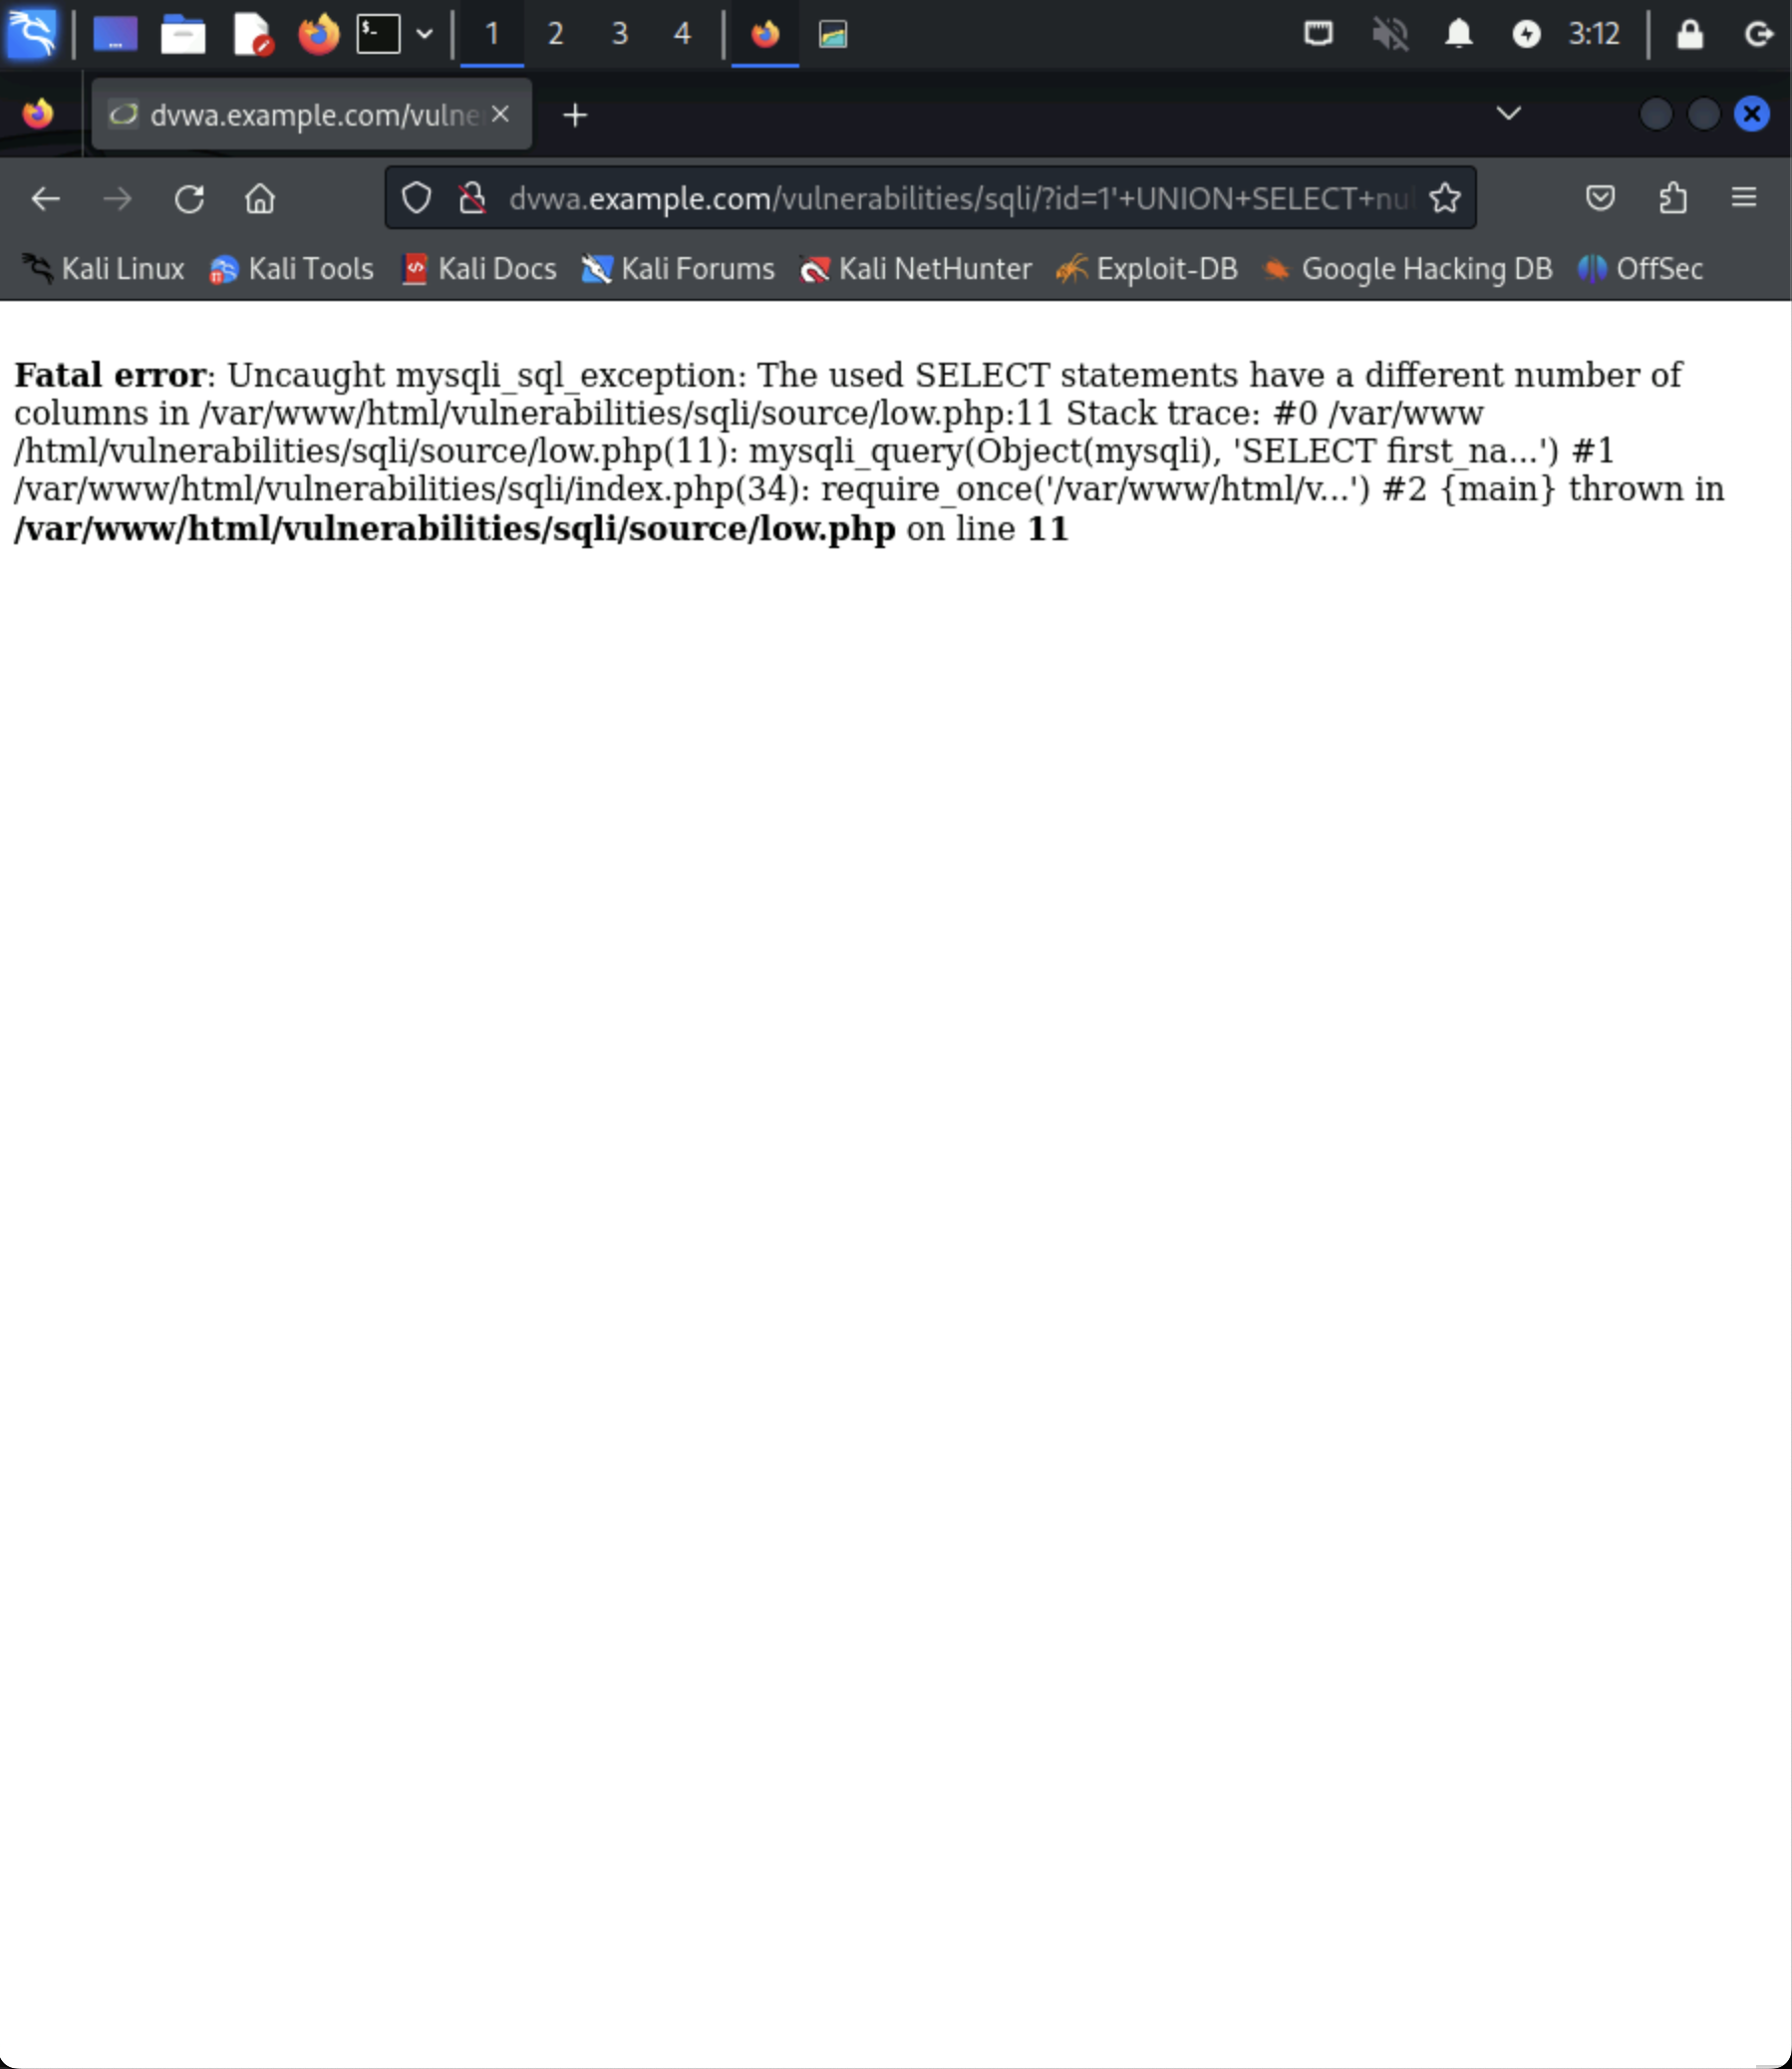 $-
1 2 3 4
3:12
dvwa.example.com/vulne
dvwa.example.com/vulnerabilities/sqli/?id=1'+UNION+SELECT+nul
Kali Linux Kali Tools Kali Docs Kali Forums Kali NetHunter Exploit-DB Google Hacking DB OffSec
Fatal error: Uncaught mysqli_sql_exception: The used SELECT statements have a different number of
columns in /var/www/html/vulnerabilities/sqli/source/low.php:11 Stack trace: #0 /var/www
/html/vulnerabilities/sqli/source/low.php(11): mysqli_query(Object(mysqli), 'SELECT first_na...') #1
/var/www/html/vulnerabilities/sqli/index.php(34): require_once('/var/www/html/v...') #2 {main} thrown in
/var/www/html/vulnerabilities/sqli/source/low.php on line 11